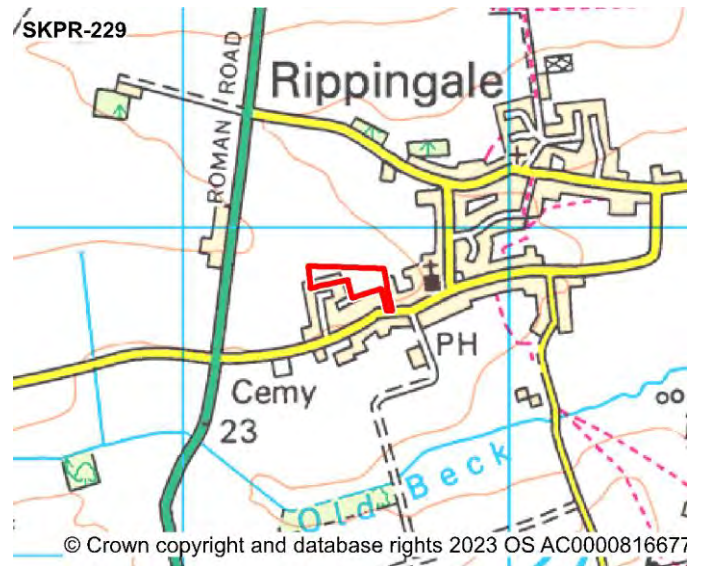 SKPR-229
Rippingale
ROMAN ROAD
PH
Cemy
23
Old Beck
© Crown copyright and database rights 2023 OS AC0000816677